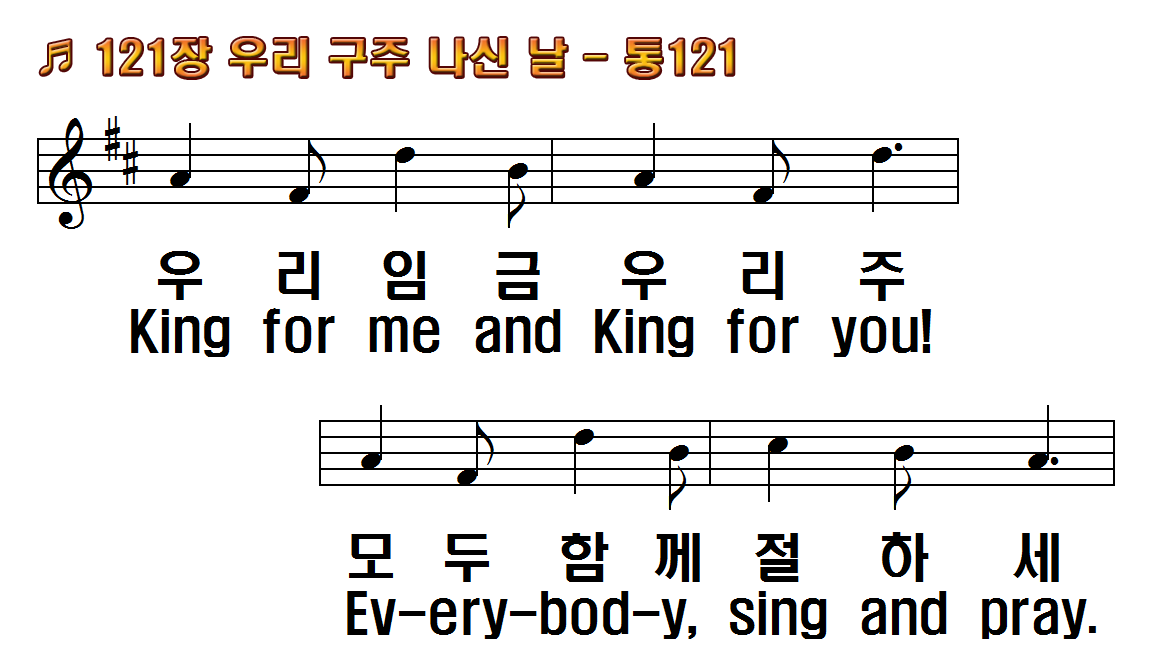 121장 우리 구주 나신 날 - 통121
우 리 임 금 우 리 주
King for me and King for you!
모 두 함 께 절 하 세
Ev-ery-bod-y, sing and pray.